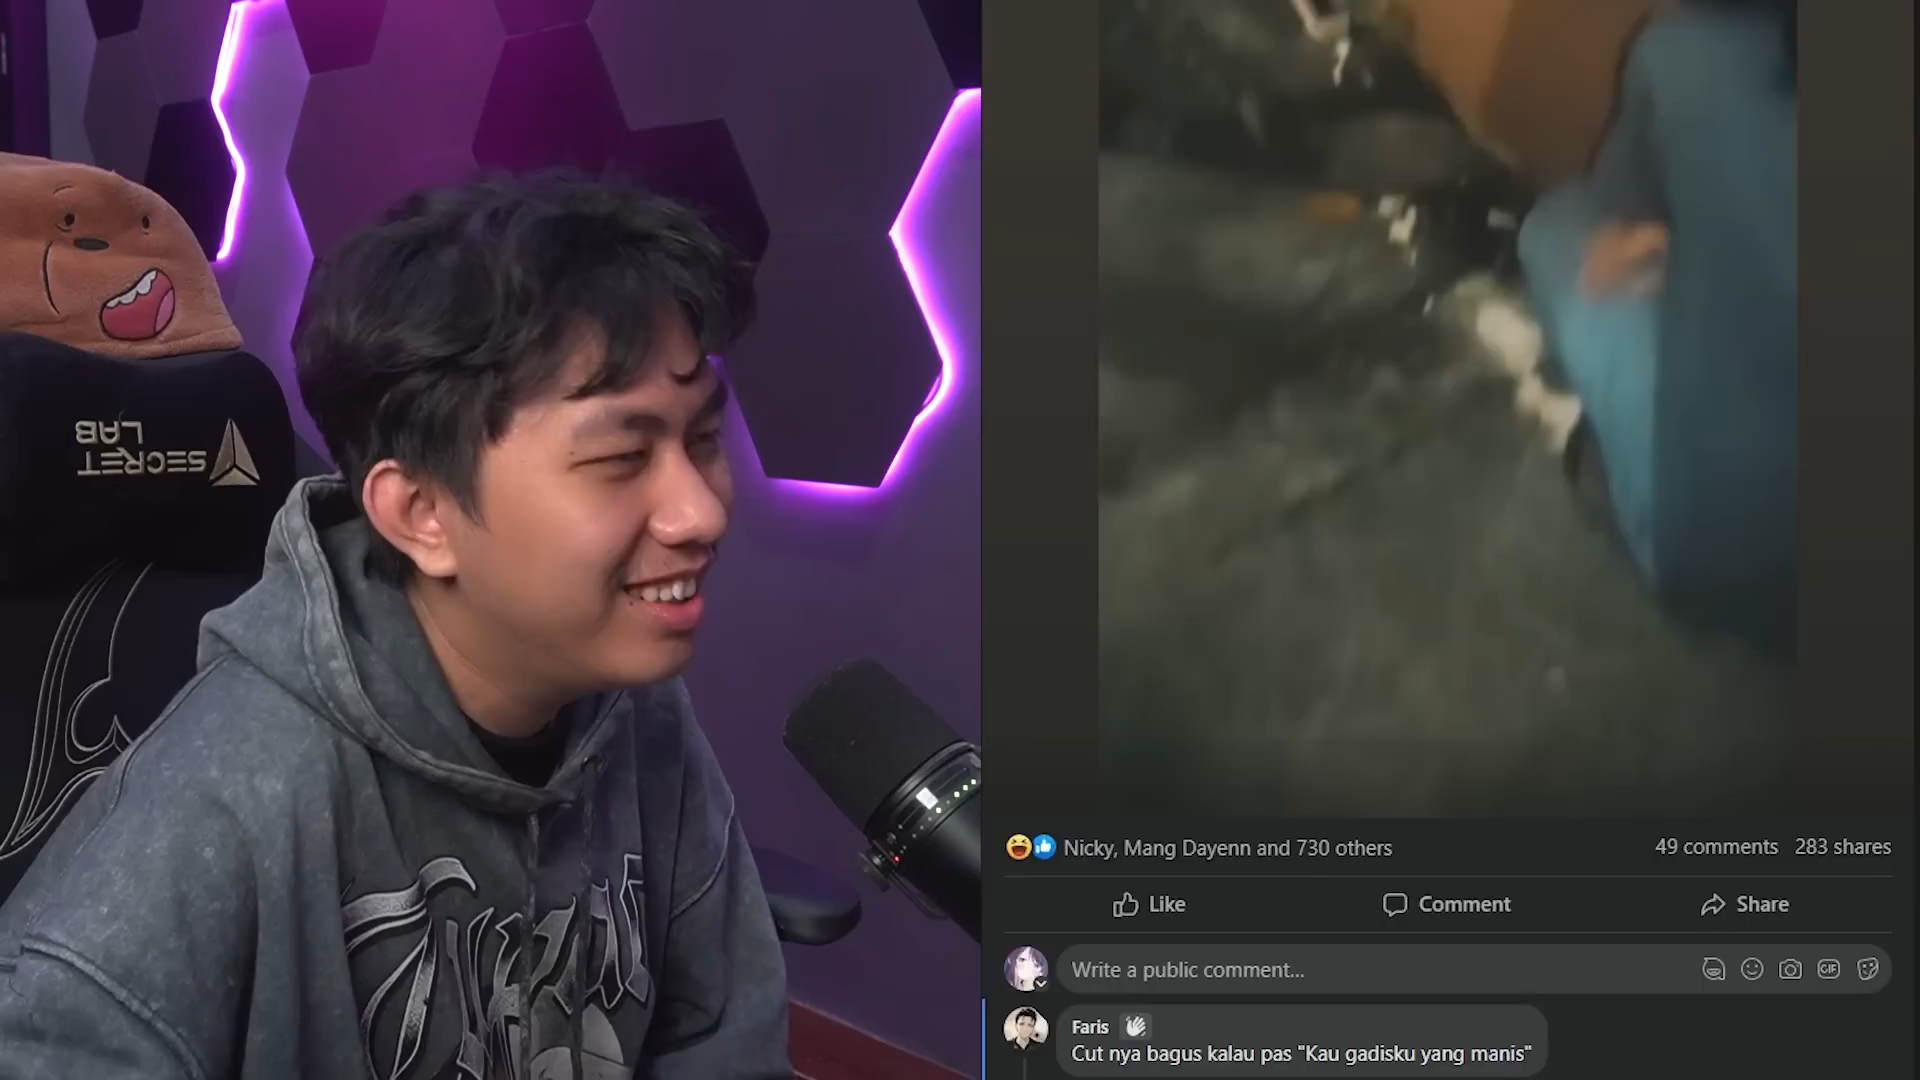 SECRET
LAB
Nicky, Mang Dayenn and 730 others
49 comments 283 shares
Like
Comment
Share
Write a public comment...
GIF
Faris
Cut nya bagus kalau pas "Kau gadisku yang manis"